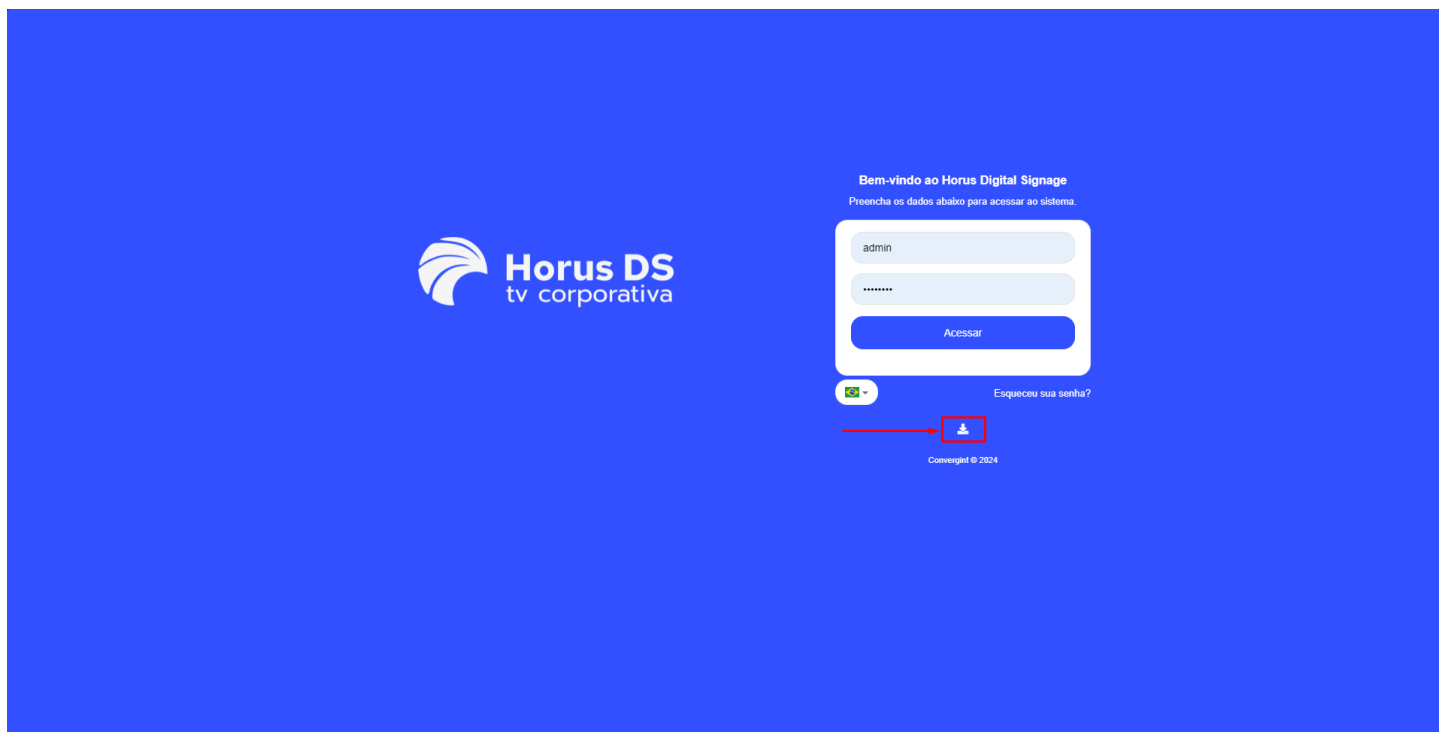 Bem-vindo ao Horus Digital Signage
Preencha os dados abaixo para acessar ao sistema.
Horus DS
tv corporativa
admin
••••••••
Acessar
Esqueceu sua senha?
Convergint © 2024